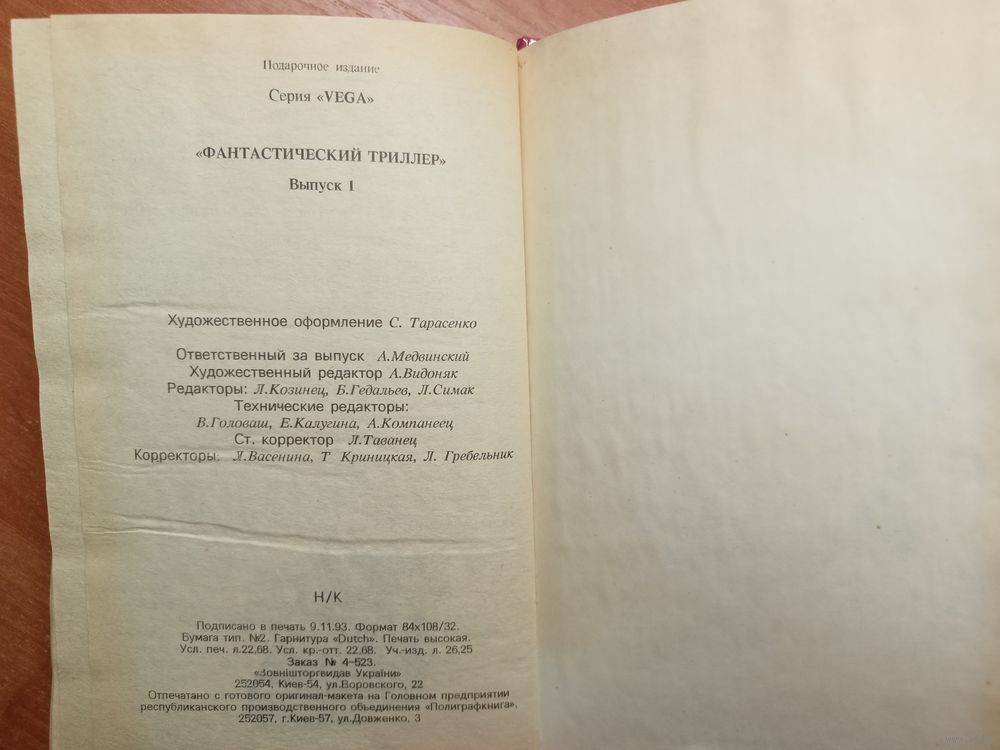 Подарочное издание
Серия «VEGA»
«ФАНТАСТИЧЕСКИЙ ТРИЛЛЕР»
Выпуск 1
Художественное оформление С. Тарасенко
Ответственный за выпуск А.Медвинский
Художественный редактор А.Видоняк
Редакторы: Л.Козинец, Б.Гедальев, Л.Симак
Технические редакторы:
В.Головаш, Е.Калугина, А.Компанеец
Ст. корректор Л.Таванец
Корректоры: Л.Васенина, Т Криницкая, Л. Гребельник
Н/К
Подписано в печать 9.11.93. Формат 84х108/32.
Бумага тип. №2. Гарнитура «Dutch». Печать высокая.
Усл. печ. л.22,68. Усл. кр.-отт. 22,68. Уч.-изд. л. 26,25
Заказ № 4-523.
«Зовнішторгвидав України»
252054, Киев-54, ул.Воровского, 22
Отпечатано с готового оригинал-макета на Головном предприятии
республиканского производственного объединения «Полиграфкнига».
252057, г.Киев-57, ул.Довженко, 3